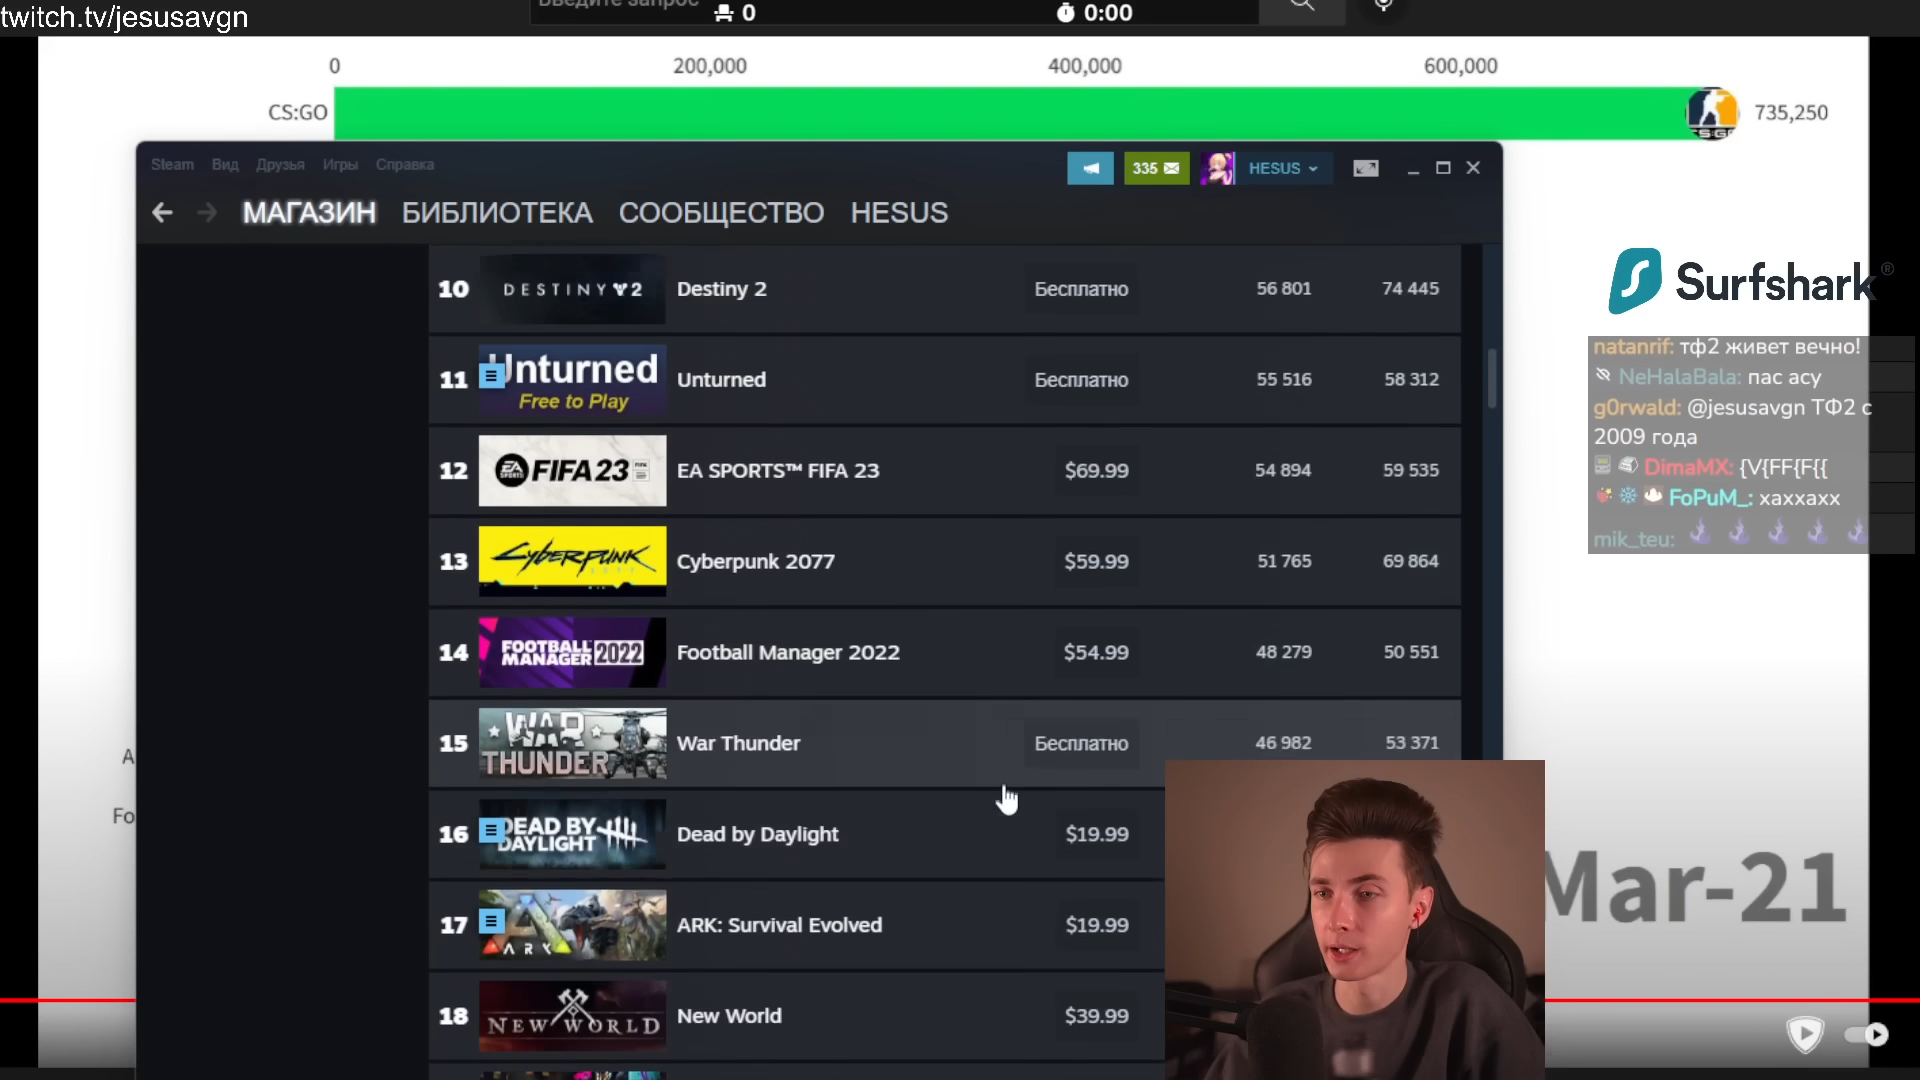 twitch.tv/jesusavgn
Введите запрос
0
0:00
0
200,000
400,000
600,000
CS:GO
735,250
Steam Вид Друзья Игры Справка
335
HESUS
МАГАЗИН БИБЛИОТЕКА СООБЩЕСТВО HESUS
10 DESTINY 2 Destiny 2 Бесплатно 56 801 74 445
11 Unturned Free to Play Unturned Бесплатно 55 516 58 312
12 EA SPORTS FIFA 23 EA SPORTS™ FIFA 23 $69.99 54 894 59 535
13 CYBERPUNK Cyberpunk 2077 $59.99 51 765 69 864
14 FOOTBALL MANAGER 2022 Football Manager 2022 $54.99 48 279 50 551
15 WAR THUNDER War Thunder Бесплатно 46 982 53 371
16 DEAD BY DAYLIGHT Dead by Daylight $19.99
17 ARK ARK: Survival Evolved $19.99
18 NEW WORLD New World $39.99
Surfshark®
natanrif: тф2 живет вечно!
NeHalaBala: пас асу
g0rwald: @jesusavgn ТФ2 с
2009 года
DimaMX: {V{FF{F{{
FoPuM_: хаххахх
mik_teu:
A
Fo
Mar-21